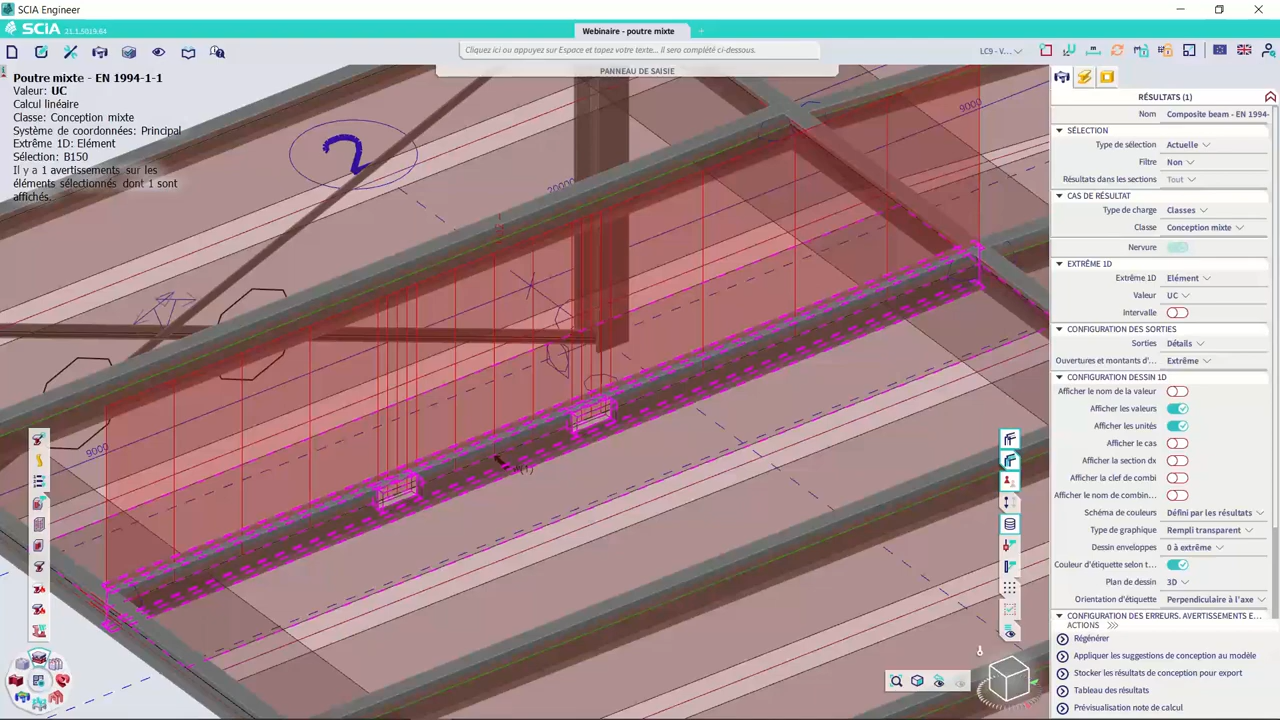 SCIA Engineer
SCIA 21.1.5019.64
Webinaire - poutre mixte
Cliquez ici ou appuyez sur Espace et tapez votre texte... il sera complété ci-dessous.
LC9 - V...
PANNEAU DE SAISIE
Poutre mixte - EN 1994-1-1
Valeur: UC
Calcul linéaire
Classe: Conception mixte
Système de coordonnées: Principal
Extrême 1D: Elément
Sélection: B150
Il y a 1 avertissements sur les
éléments sélectionnés dont 1 sont
affichés.
2
20000
9000
9000
RÉSULTATS (1)
Nom Composite beam - EN 1994-
SÉLECTION
Type de sélection Actuelle
Filtre Non
Résultats dans les sections Tout
CAS DE RÉSULTAT
Type de charge Classes
Classe Conception mixte
Nervure
EXTRÊME 1D
Extrême 1D Elément
Valeur UC
Intervalle
CONFIGURATION DES SORTIES
Sorties Détails
Ouvertures et montants d'... Extrême
CONFIGURATION DESSIN 1D
Afficher le nom de la valeur
Afficher les valeurs
Afficher les unités
Afficher le cas
Afficher la section dx
Afficher la clef de combi
Afficher le nom de combin...
Schéma de couleurs Défini par les résultats
Type de graphique Rempli transparent
Dessin enveloppes 0 à extrême
Couleur d'étiquette selon t...
Plan de dessin 3D
Orientation d'étiquette Perpendiculaire à l'axe
CONFIGURATION DES ERREURS, AVERTISSEMENTS E...
ACTIONS >>>
Régénérer
Appliquer les suggestions de conception au modèle
Stocker les résultats de conception pour export
Tableau des résultats
Prévisualisation note de calcul